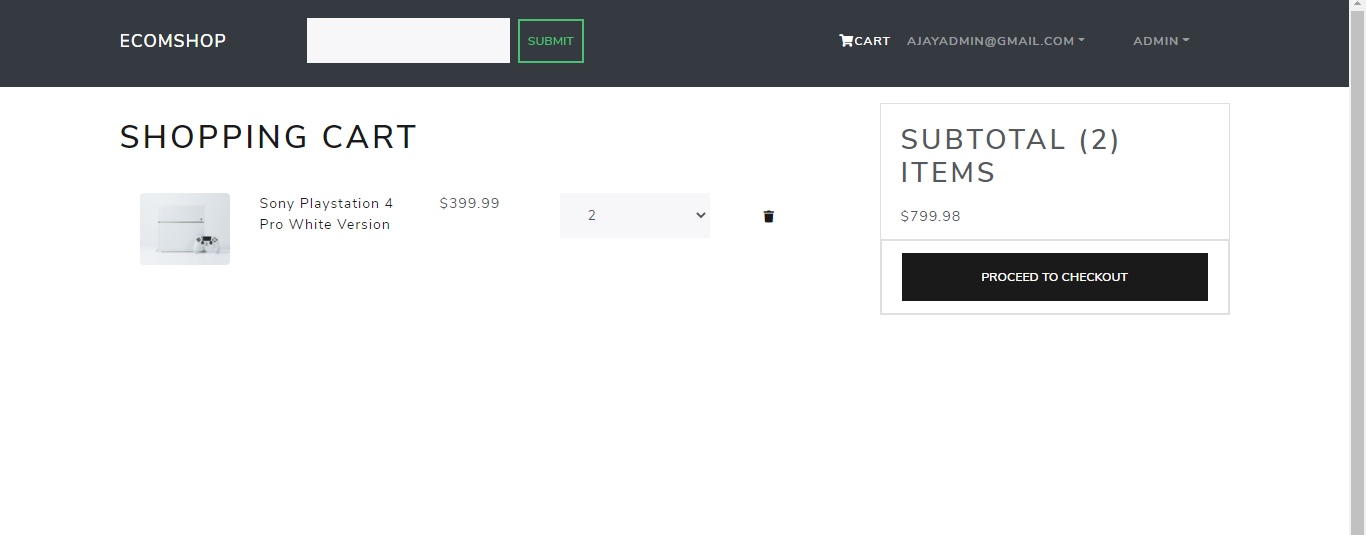 ECOMSHOP
SUBMIT
CART
AJAYADMIN@GMAIL.COM
ADMIN
SHOPPING CART
Sony Playstation 4
Pro White Version
$399.99
2
SUBTOTAL (2)
ITEMS
$799.98
PROCEED TO CHECKOUT